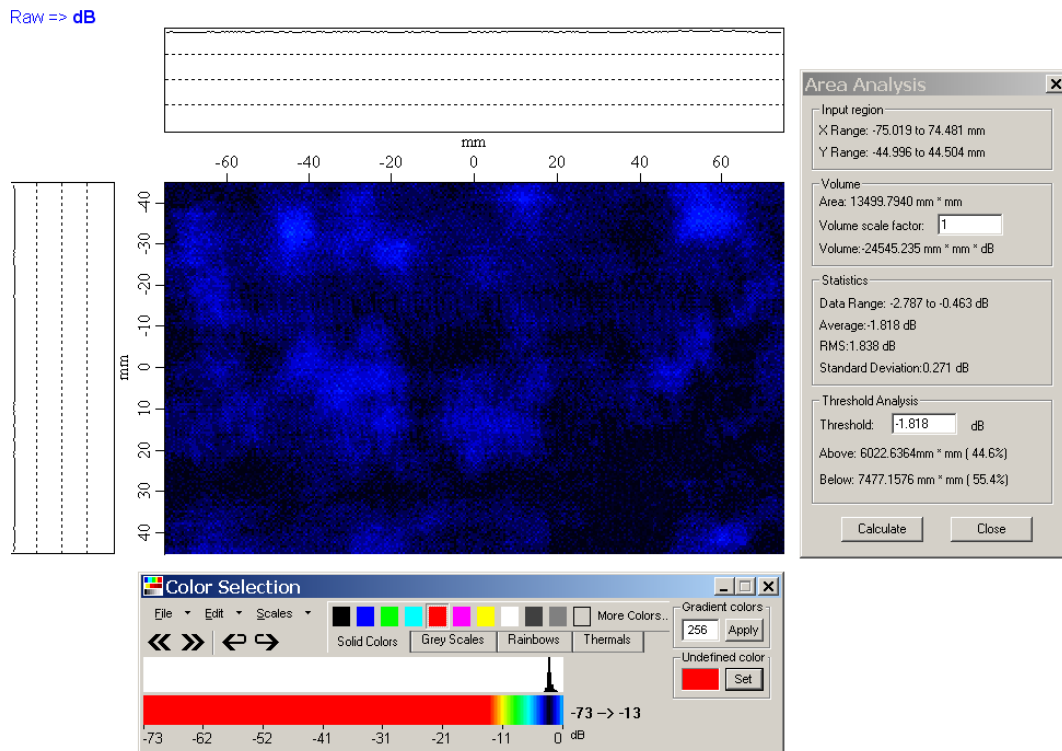 Raw => dB
mm
-60 -40 -20 0 20 40 60
-40
-30
-20
-10
0
10
20
30
40
mm
Area Analysis
Input region
X Range: -75.019 to 74.481 mm
Y Range: -44.996 to 44.504 mm
Volume
Area: 13499.7940 mm * mm
Volume scale factor: 1
Volume:-24545.235 mm * mm * dB
Statistics
Data Range: -2.787 to -0.463 dB
Average:-1.818 dB
RMS:1.838 dB
Standard Deviation:0.271 dB
Threshold Analysis
Threshold: -1.818 dB
Above: 6022.6364mm * mm ( 44.6%)
Below: 7477.1576 mm * mm ( 55.4%)
Calculate Close
Color Selection
File Edit Scales
More Colors..
Solid Colors Grey Scales Rainbows Thermals
Gradient colors
256 Apply
Undefined color
Set
-73 -> -13
-73 -62 -52 -41 -31 -21 -11 0 dB